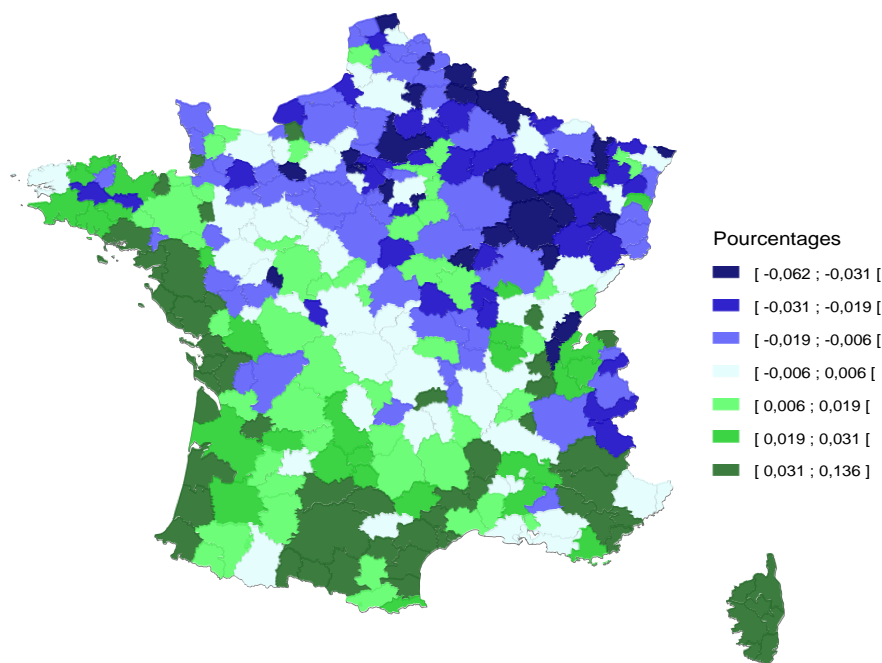 Pourcentages
[ -0,062 ; -0,031 [
[ -0,031 ; -0,019 [
[ -0,019 ; -0,006 [
[ -0,006 ; 0,006 [
[ 0,006 ; 0,019 [
[ 0,019 ; 0,031 [
[ 0,031 ; 0,136 ]